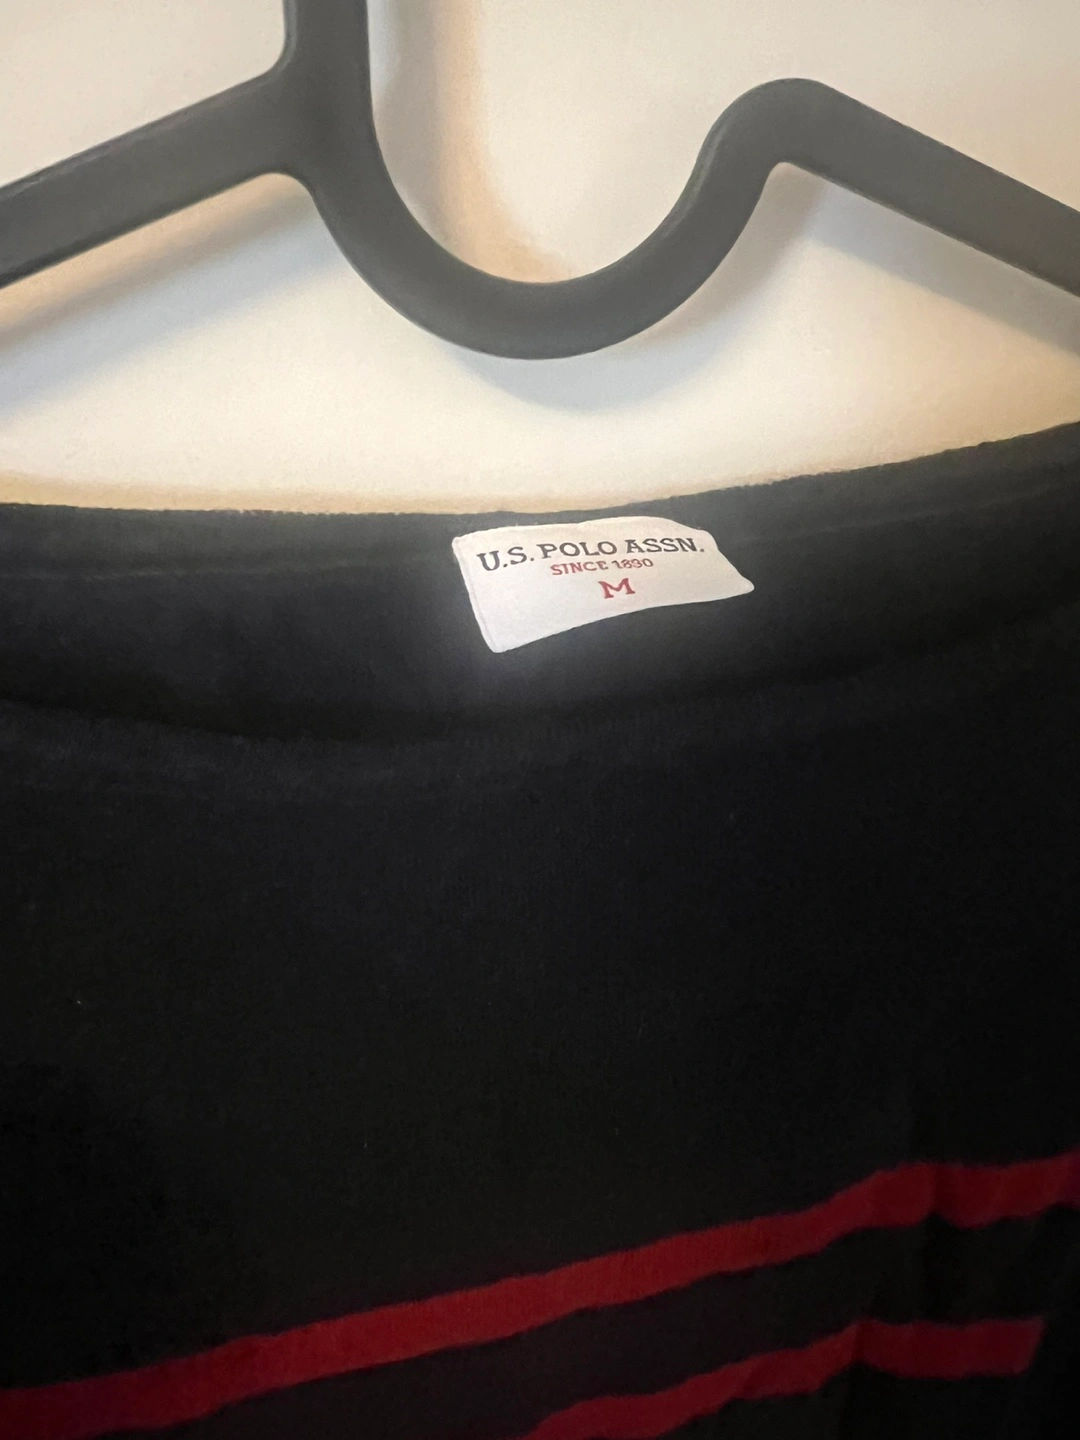 U.S. POLO ASSN.
SINCE 1890
M